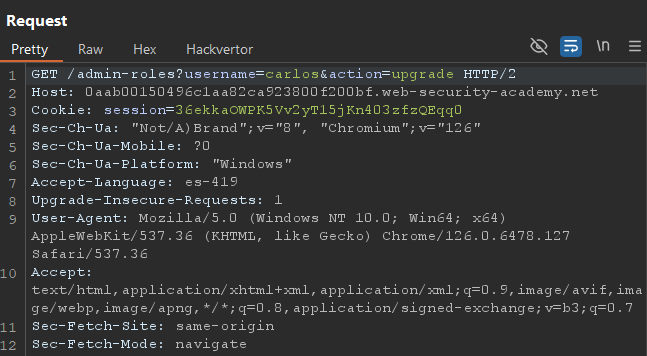 Request
Pretty Raw Hex Hackvertor \n
1 GET /admin-roles?username=carlos&action=upgrade HTTP/2
2 Host: 0aab00150496c1aa82ca923800f200bf.web-security-academy.net
3 Cookie: session=36ekkaOWPK5Vv2yTl5jKn403zfzQEqq0
4 Sec-Ch-Ua: "Not/A)Brand";v="8", "Chromium";v="126"
5 Sec-Ch-Ua-Mobile: ?0
6 Sec-Ch-Ua-Platform: "Windows"
7 Accept-Language: es-419
8 Upgrade-Insecure-Requests: 1
9 User-Agent: Mozilla/5.0 (Windows NT 10.0; Win64; x64)
AppleWebKit/537.36 (KHTML, like Gecko) Chrome/126.0.6478.127
Safari/537.36
10 Accept:
text/html,application/xhtml+xml,application/xml;q=0.9,image/avif,ima
ge/webp,image/apng,*/*;q=0.8,application/signed-exchange;v=b3;q=0.7
11 Sec-Fetch-Site: same-origin
12 Sec-Fetch-Mode: navigate